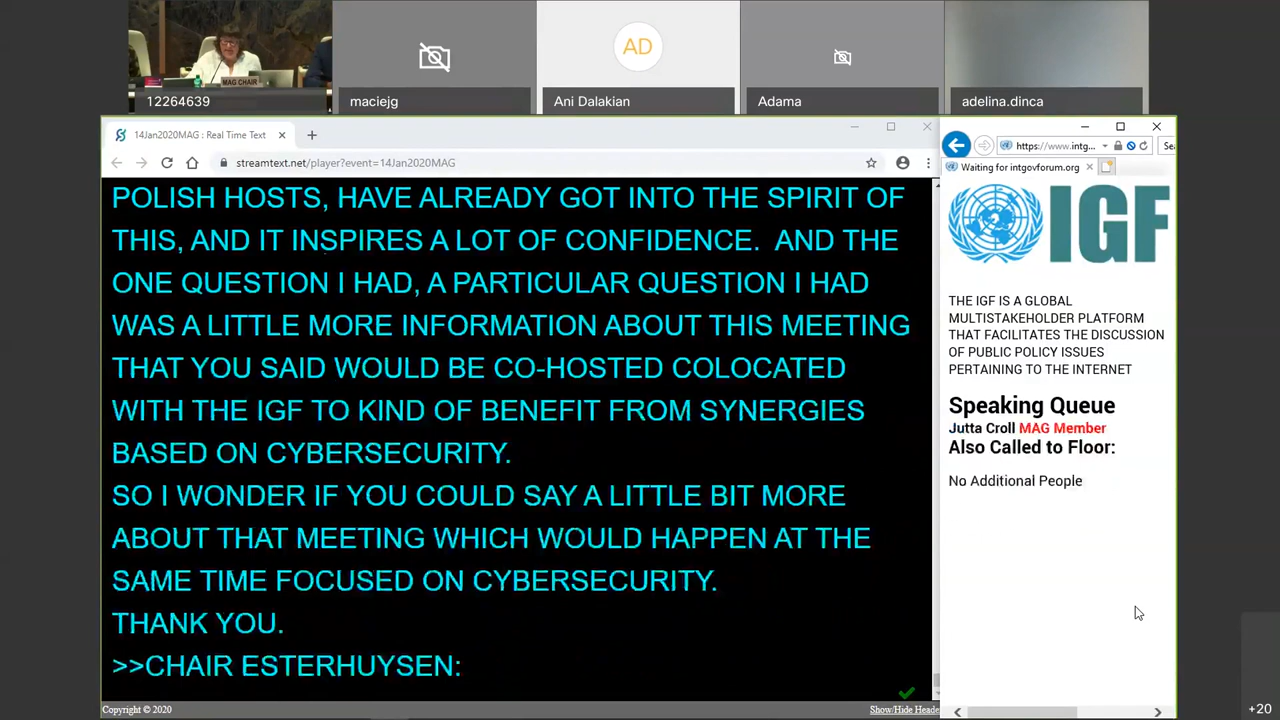 MAG CHAIR
12264639
maciejg
AD
Ani Dalakian
Adama
adelina.dinca
14Jan2020MAG : Real Time Text
streamtext.net/player?event=14Jan2020MAG
POLISH HOSTS, HAVE ALREADY GOT INTO THE SPIRIT OF
THIS, AND IT INSPIRES A LOT OF CONFIDENCE.  AND THE
ONE QUESTION I HAD, A PARTICULAR QUESTION I HAD
WAS A LITTLE MORE INFORMATION ABOUT THIS MEETING
THAT YOU SAID WOULD BE CO-HOSTED COLOCATED
WITH THE IGF TO KIND OF BENEFIT FROM SYNERGIES
BASED ON CYBERSECURITY.
SO I WONDER IF YOU COULD SAY A LITTLE BIT MORE
ABOUT THAT MEETING WHICH WOULD HAPPEN AT THE
SAME TIME FOCUSED ON CYBERSECURITY.
THANK YOU.
>>CHAIR ESTERHUYSEN:
Copyright © 2020
Show/Hide Heade
https://www.intg...
Sea
Waiting for intgovforum.org
IGF
THE IGF IS A GLOBAL
MULTISTAKEHOLDER PLATFORM
THAT FACILITATES THE DISCUSSION
OF PUBLIC POLICY ISSUES
PERTAINING TO THE INTERNET
Speaking Queue
Jutta Croll MAG Member
Also Called to Floor:
No Additional People
+20